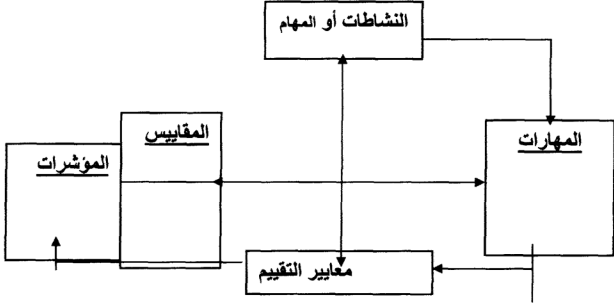 النشاطات أو المهام
المقاييس
المهارات
المؤشرات
معايير التقييم